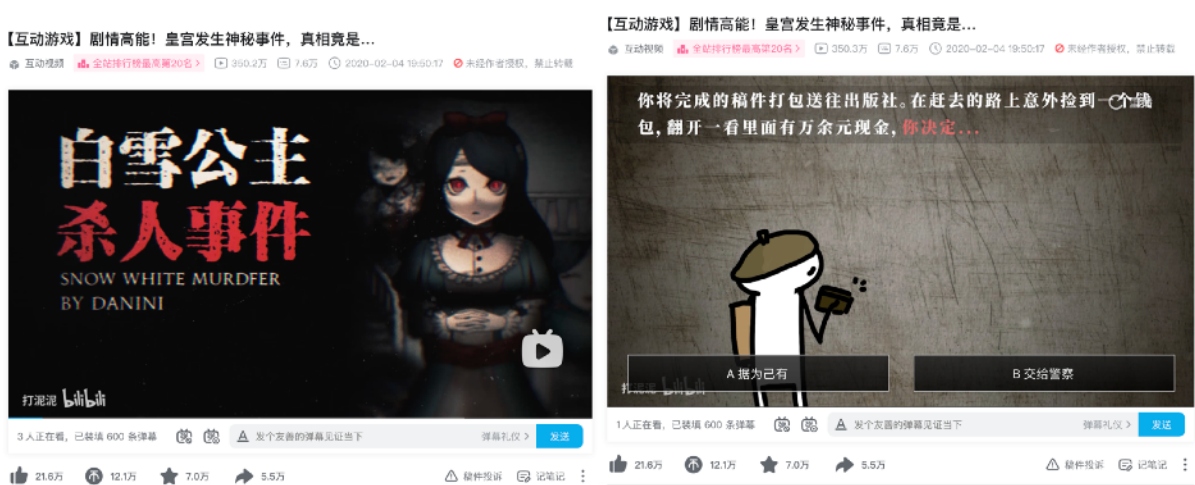 【互动游戏】剧情高能！皇宫发生神秘事件，真相竟是...
互动视频 全站排行榜最高第20名 > 350.2万 7.6万 2020-02-04 19:50:17 未经作者授权，禁止转载
白雪公主
杀人事件
SNOW WHITE MURDFER
BY DANINI
打泥泥 bilibili
3人正在看，已装填 600 条弹幕 发个友善的弹幕见证当下 弹幕礼仪 > 发送
21.6万 12.1万 7.0万 5.5万 稿件投诉 记笔记
【互动游戏】剧情高能！皇宫发生神秘事件，真相竟是...
互动视频 全站排行榜最高第20名 > 350.3万 7.6万 2020-02-04 19:50:17 未经作者授权，禁止转载
你将完成的稿件打包送往出版社。在赶去的路上意外捡到一个钱
包，翻开一看里面有万余元现金，你决定...
A 据为己有
B 交给警察
打泥泥 bilibili
1人正在看，已装填 600 条弹幕 发个友善的弹幕见证当下 弹幕礼仪 > 发送
21.6万 12.1万 7.0万 5.5万 稿件投诉 记笔记